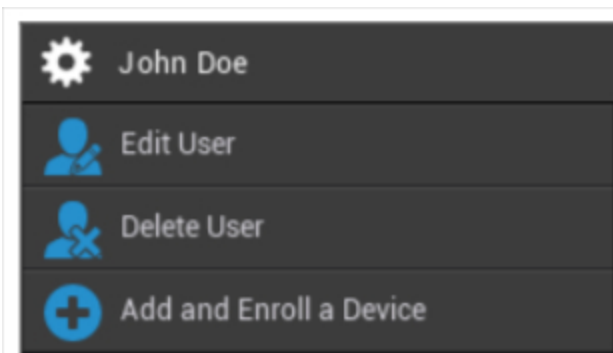 John Doe
Edit User
Delete User
Add and Enroll a Device